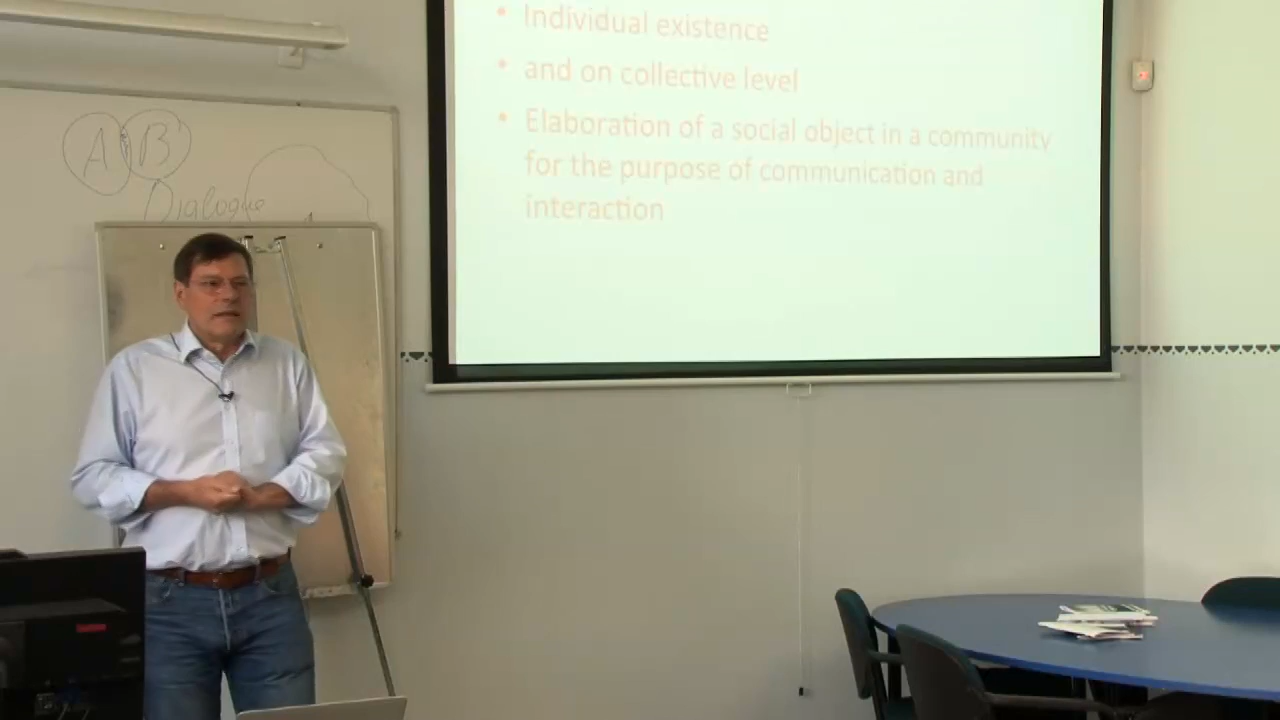 • Individual existence
• and on collective level
• Elaboration of a social object in a community
for the purpose of communication and
interaction
A B
Dialogue